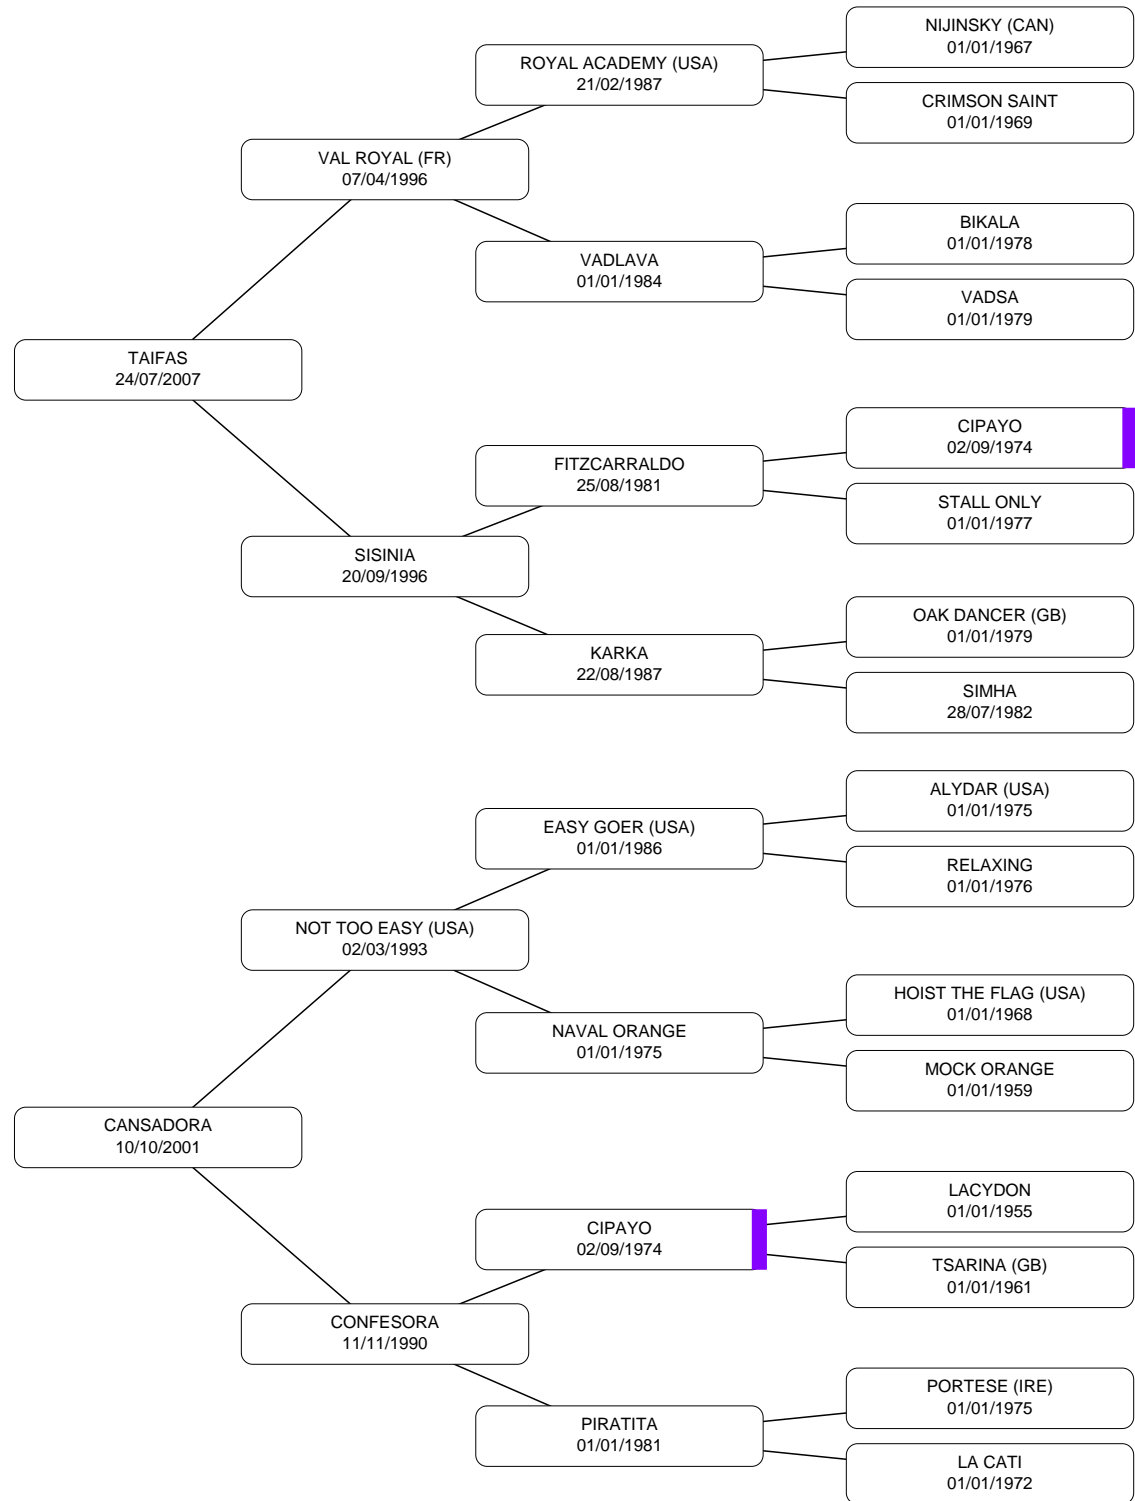 NIJINSKY (CAN)
01/01/1967
ROYAL ACADEMY (USA)
21/02/1987
CRIMSON SAINT
01/01/1969
VAL ROYAL (FR)
07/04/1996
BIKALA
01/01/1978
VADLAVA
01/01/1984
VADSA
01/01/1979
TAIFAS
24/07/2007
CIPAYO
02/09/1974
FITZCARRALDO
25/08/1981
STALL ONLY
01/01/1977
SISINIA
20/09/1996
OAK DANCER (GB)
01/01/1979
KARKA
22/08/1987
SIMHA
28/07/1982
ALYDAR (USA)
01/01/1975
EASY GOER (USA)
01/01/1986
RELAXING
01/01/1976
NOT TOO EASY (USA)
02/03/1993
HOIST THE FLAG (USA)
01/01/1968
NAVAL ORANGE
01/01/1975
MOCK ORANGE
01/01/1959
CANSADORA
10/10/2001
LACYDON
01/01/1955
CIPAYO
02/09/1974
TSARINA (GB)
01/01/1961
CONFESORA
11/11/1990
PORTESE (IRE)
01/01/1975
PIRATITA
01/01/1981
LA CATI
01/01/1972